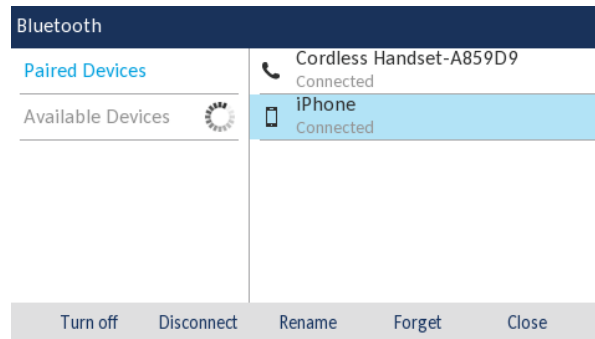 Bluetooth
Paired Devices
Available Devices
Cordless Handset-A859D9
Connected
iPhone
Connected
Turn off Disconnect Rename Forget Close